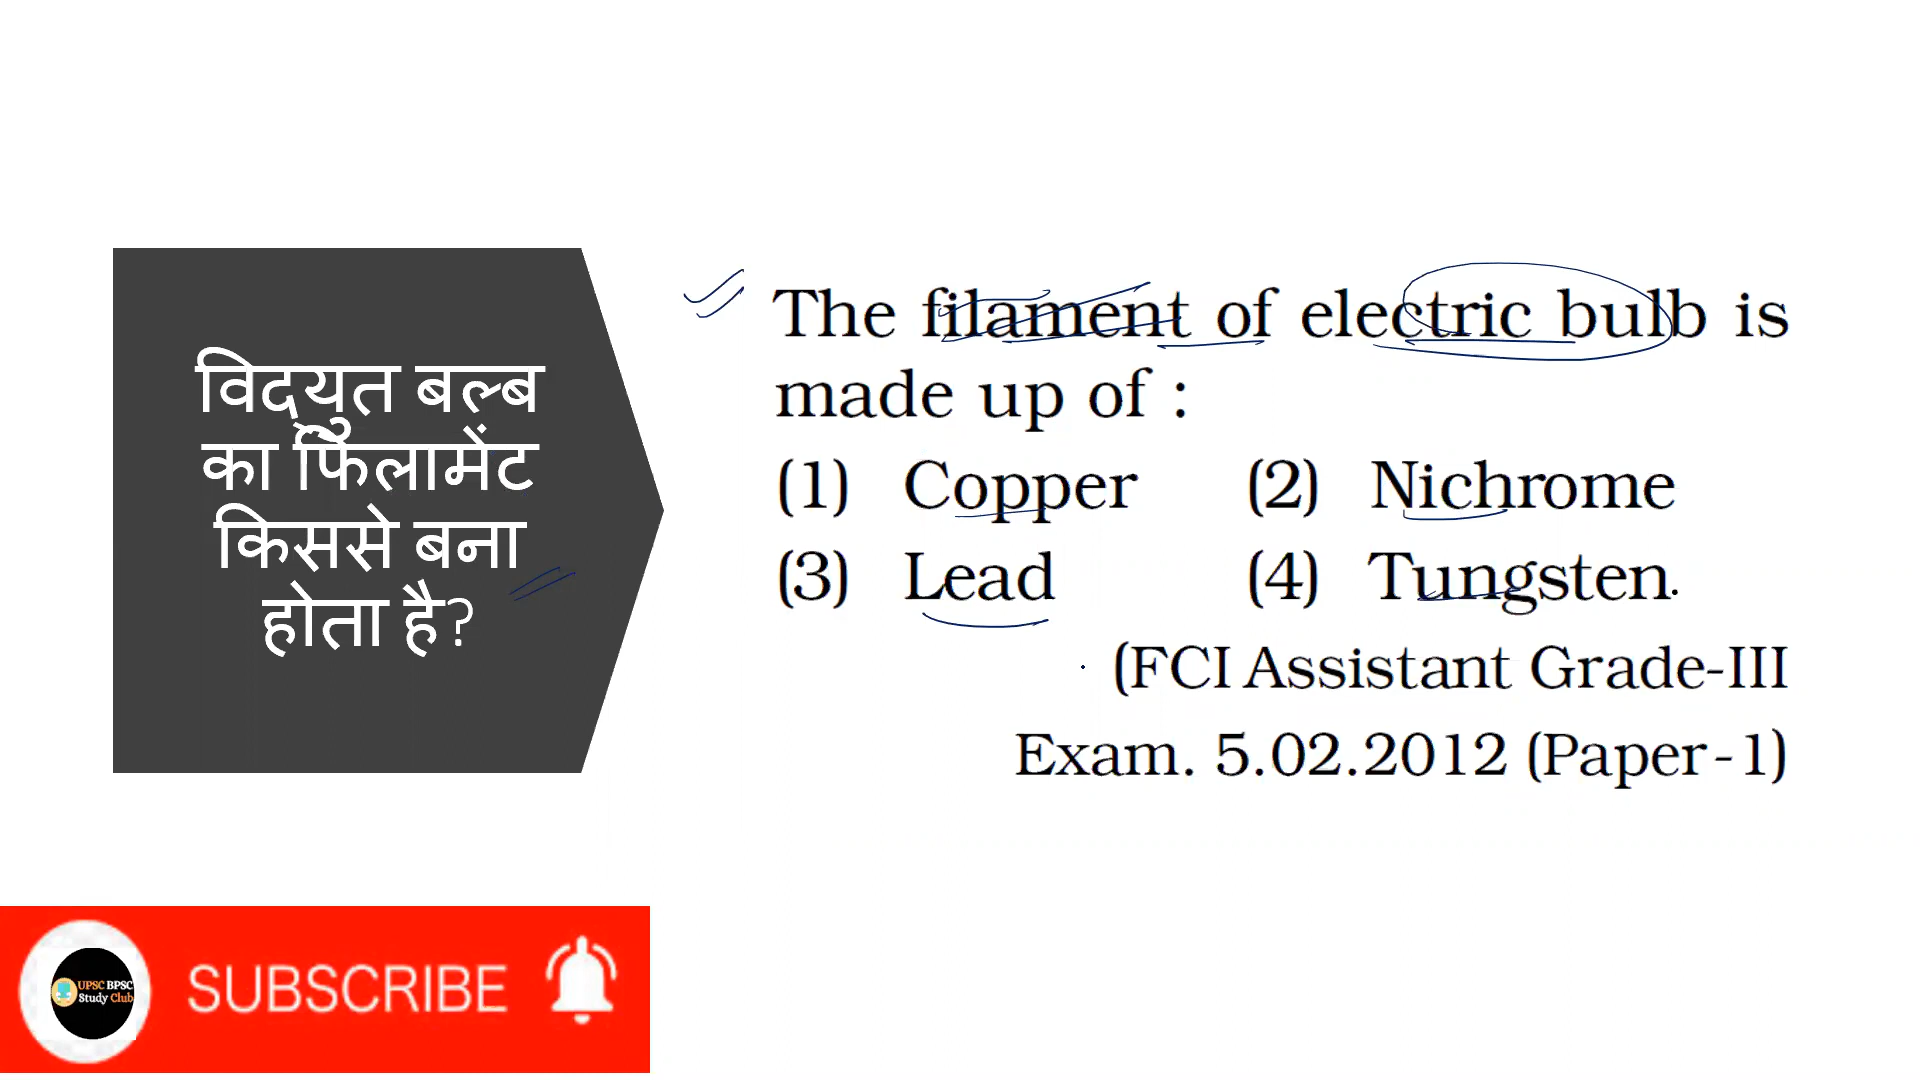 विद्युत बल्ब
का फिलामेंट
किससे बना
होता है?
The filament of electric bulb is
made up of :
(1) Copper (2) Nichrome
(3) Lead (4) Tungsten
(FCI Assistant Grade-III
Exam. 5.02.2012 (Paper-1)
UPSC BPSC
Study Club
SUBSCRIBE